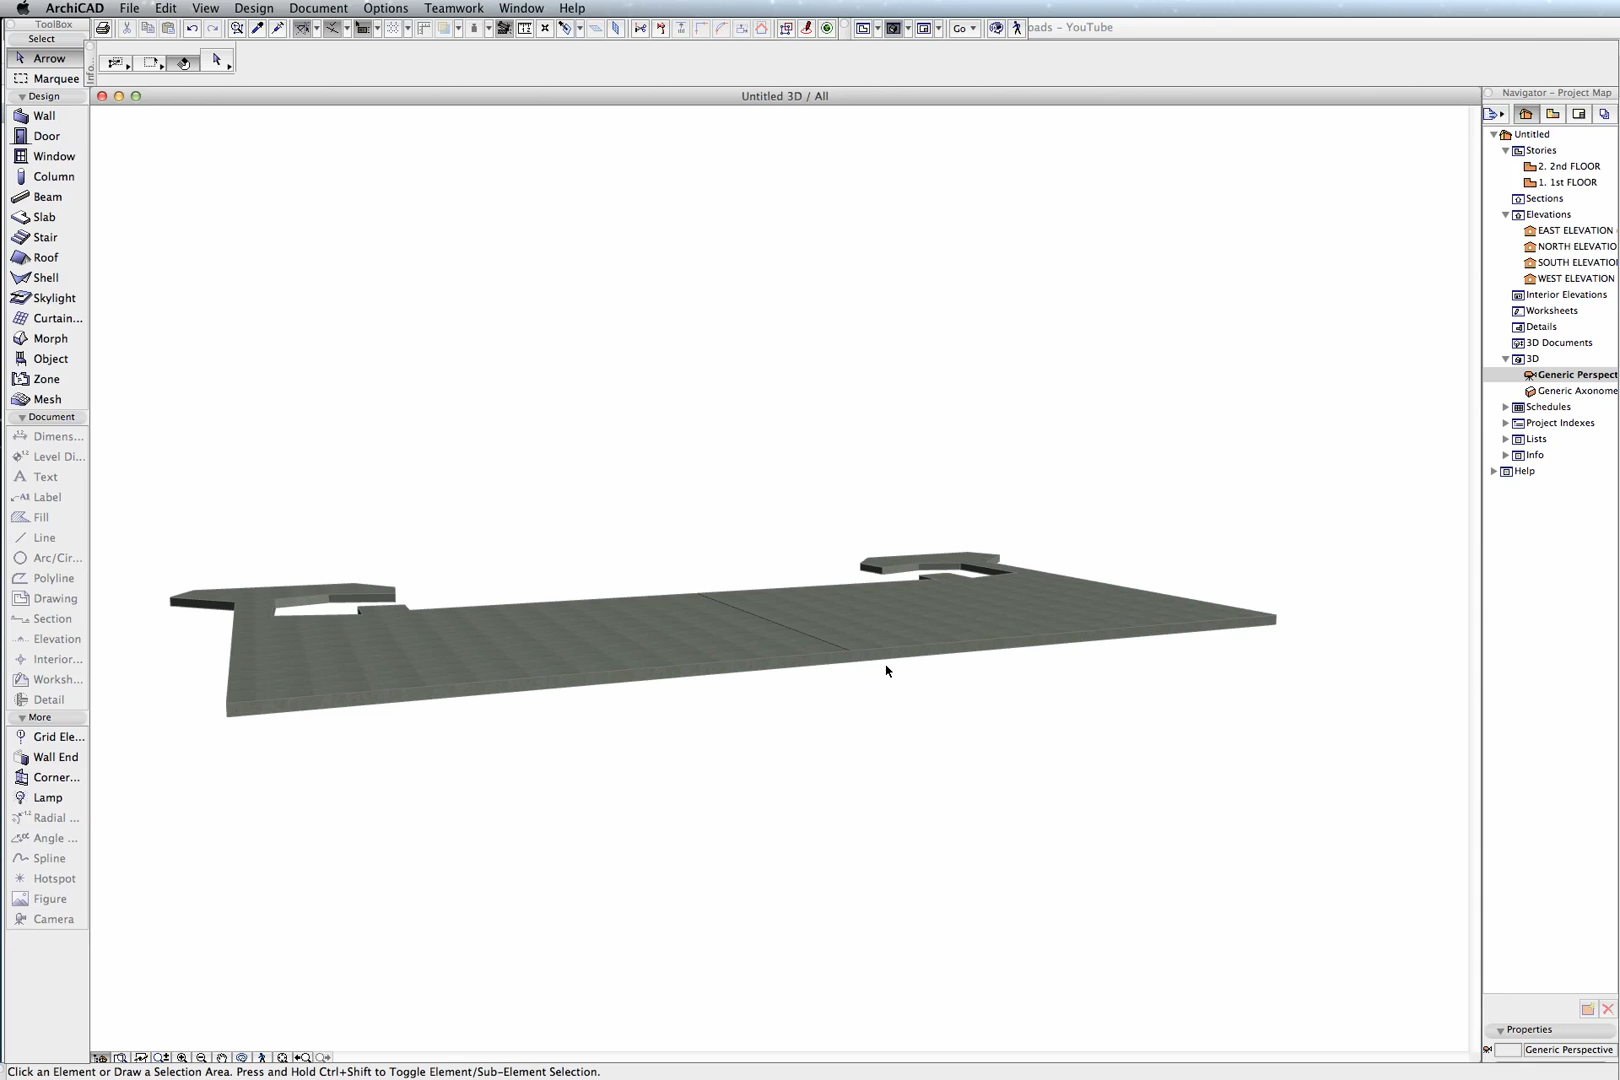 ArchiCAD File Edit View Design Document Options Teamwork Window Help
ToolBox
Go
oads - YouTube
Select
Info...
Arrow
Marquee
Untitled 3D / All
Navigator - Project Map
Design
Wall
Door
Window
Column
Beam
Slab
Stair
Roof
Shell
Skylight
Curtain...
Morph
Object
Zone
Mesh
Document
Dimens...
Level Di...
Text
Label
Fill
Line
Arc/Cir...
Polyline
Drawing
Section
Elevation
Interior...
Worksh...
Detail
More
Grid Ele...
Wall End
Corner...
Lamp
Radial ...
Angle ...
Spline
Hotspot
Figure
Camera
Untitled
Stories
2. 2nd FLOOR
1. 1st FLOOR
Sections
Elevations
EAST ELEVATION
NORTH ELEVATIO
SOUTH ELEVATIO
WEST ELEVATION
Interior Elevations
Worksheets
Details
3D Documents
3D
Generic Perspect
Generic Axonome
Schedules
Project Indexes
Lists
Info
Help
Properties
Generic Perspective
Click an Element or Draw a Selection Area. Press and Hold Ctrl+Shift to Toggle Element/Sub-Element Selection.